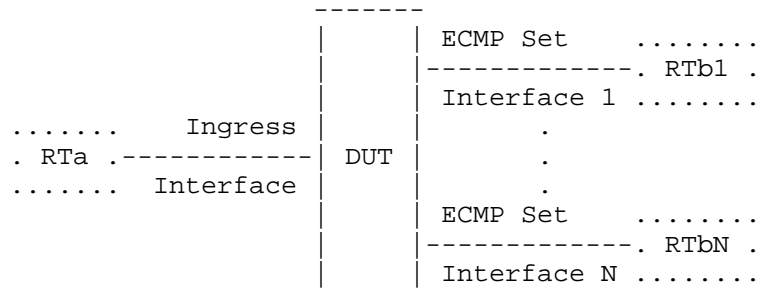 -------
| | ECMP Set ........
| |-------------. RTb1 .
| | Interface 1 ........
....... Ingress | | .
. RTa .------------| DUT | .
....... Interface | | .
| | ECMP Set ........
| |-------------. RTbN .
| | Interface N ........